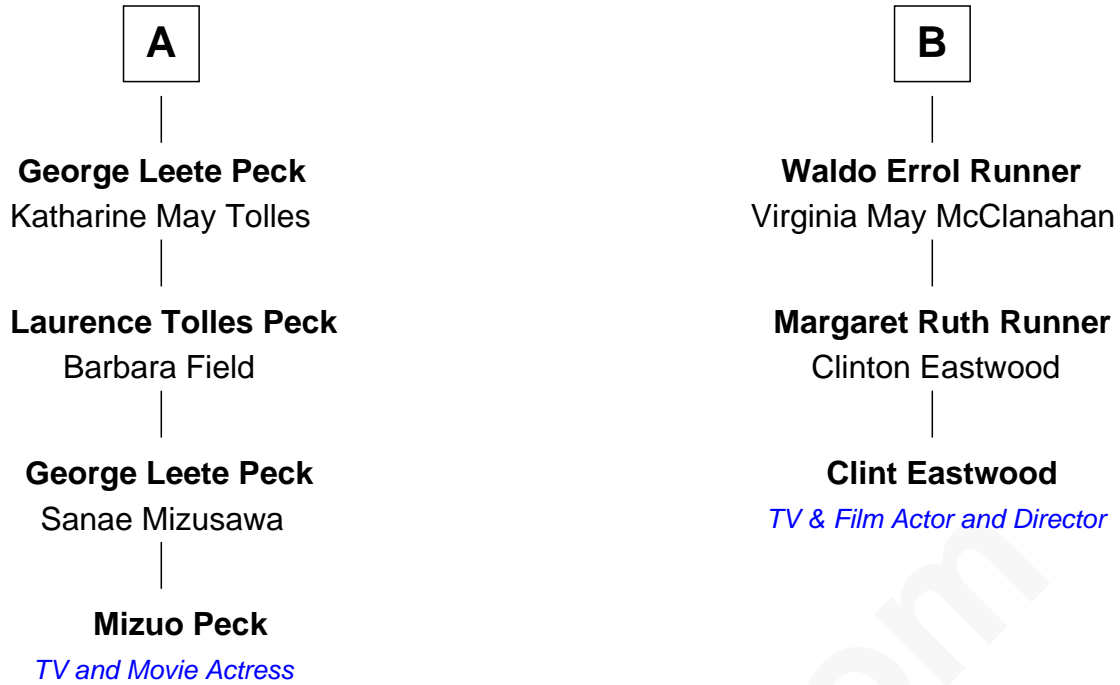 A
George Leete Peck
Katharine May Tolles
Laurence Tolles Peck
Barbara Field
George Leete Peck
Sanae Mizusawa
Mizuo Peck
TV and Movie Actress
B
Waldo Errol Runner
Virginia May McClanahan
Margaret Ruth Runner
Clinton Eastwood
Clint Eastwood
TV & Film Actor and Director
om